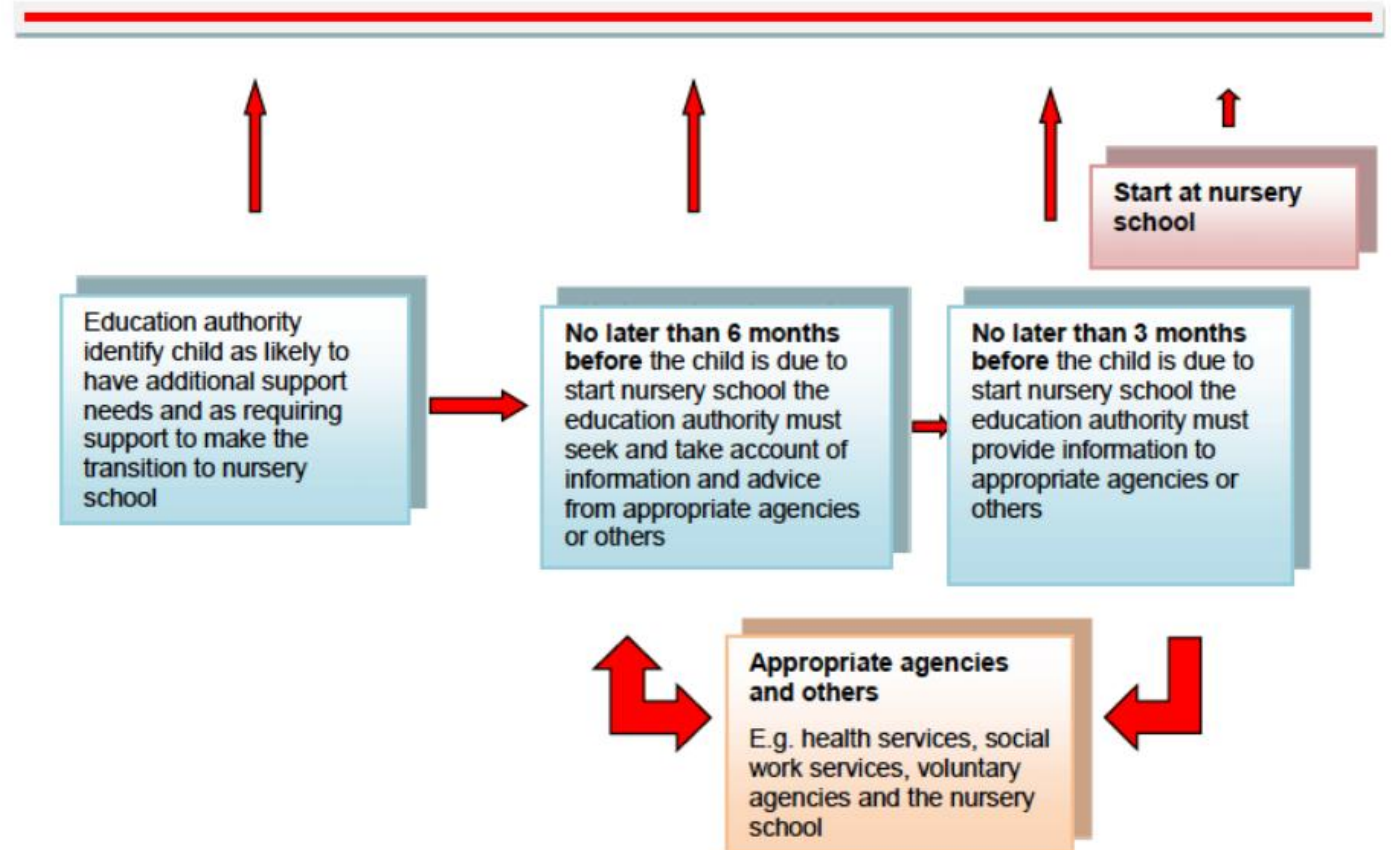 Start at nursery
school
Education authority
identify child as likely to
have additional support
needs and as requiring
support to make the
transition to nursery
school
No later than 6 months
before the child is due to
start nursery school the
education authority must
seek and take account of
information and advice
from appropriate agencies
or others
No later than 3 months
before the child is due to
start nursery school the
education authority must
provide information to
appropriate agencies or
others
Appropriate agencies
and others
E.g. health services, social
work services, voluntary
agencies and the nursery
school